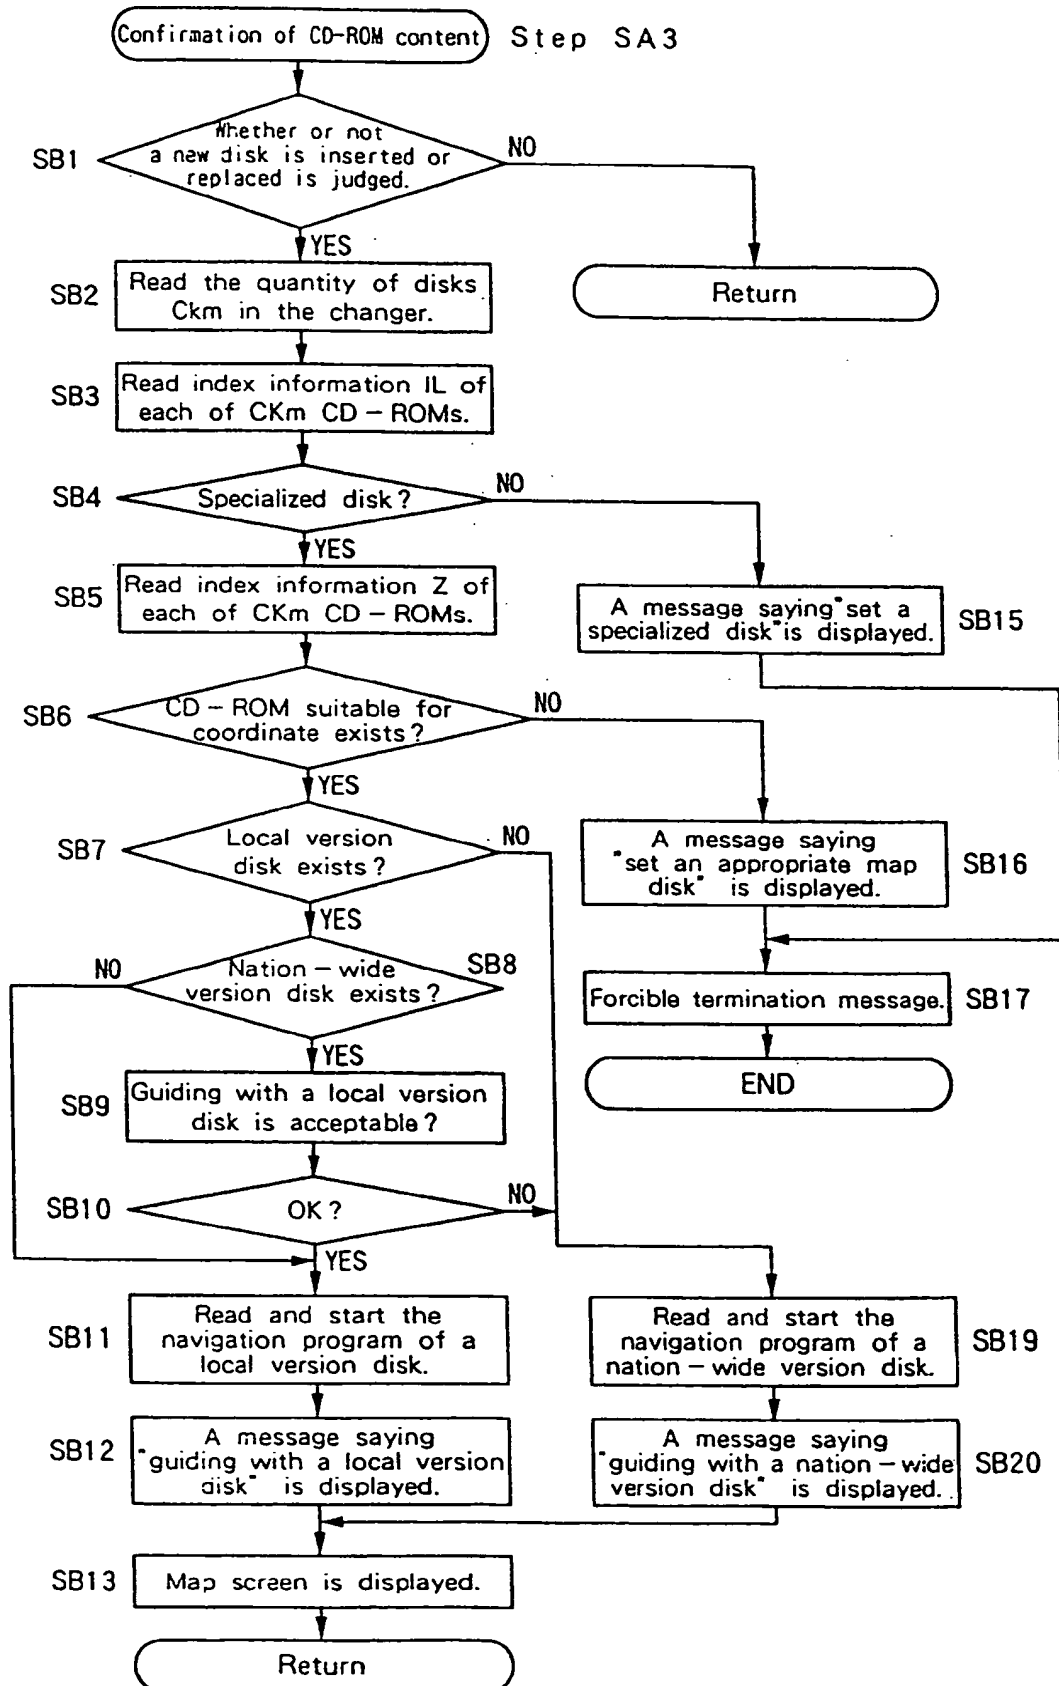 Confirmation of CD-ROM content
Step SA3
SB1
Whether or not
a new disk is inserted or
replaced is judged.
NO
YES
Return
SB2
Read the quantity of disks
Ckm in the changer.
SB3
Read index information IL of
each of CKm CD-ROMs.
SB4
Specialized disk?
NO
YES
SB5
Read index information Z of
each of CKm CD-ROMs.
A message saying "set a
specialized disk" is displayed.
SB15
SB6
CD-ROM suitable for
coordinate exists?
NO
YES
SB7
Local version
disk exists?
NO
YES
A message saying
"set an appropriate map
disk" is displayed.
SB16
NO
Nation-wide
version disk exists?
SB8
YES
Forcible termination message.
SB17
END
SB9
Guiding with a local version
disk is acceptable?
SB10
OK?
NO
YES
SB11
Read and start the
navigation program of a
local version disk.
Read and start the
navigation program of a
nation-wide version disk.
SB19
SB12
A message saying
"guiding with a local version
disk" is displayed.
A message saying
"guiding with a nation-wide
version disk" is displayed.
SB20
SB13
Map screen is displayed.
Return